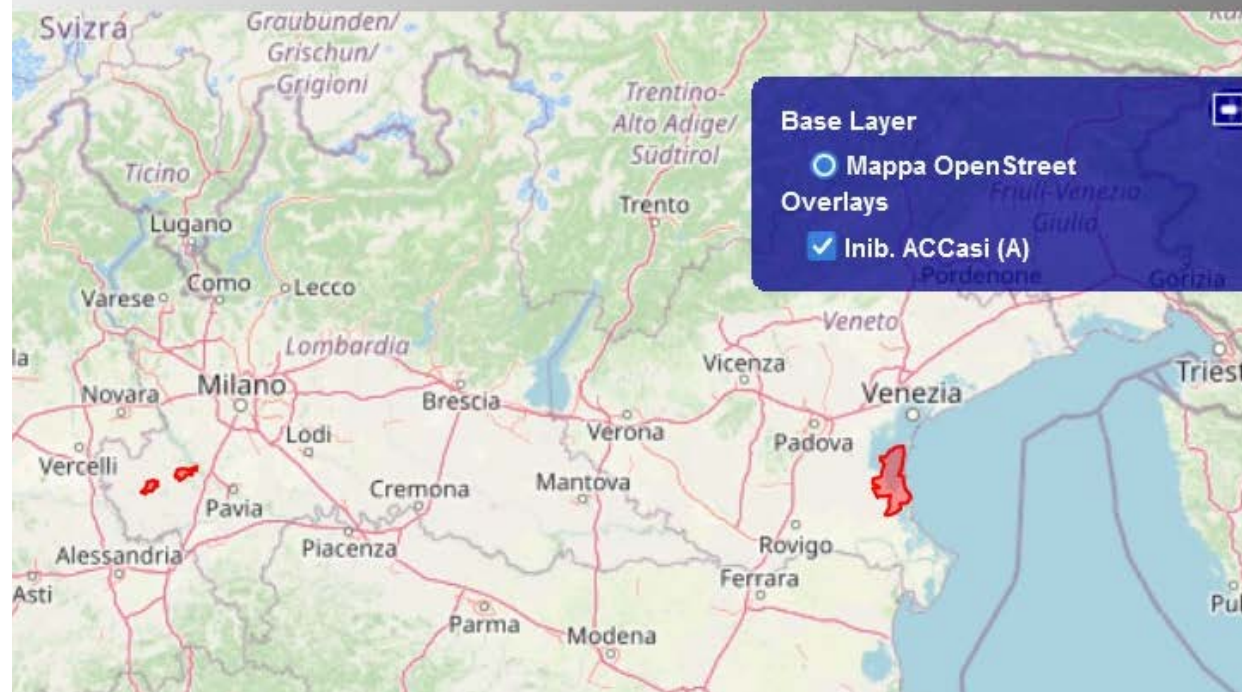 Svizra
Graubünden/
Grischun/
Grigioni
Trentino-
Alto Adige/
Südtirol
Base Layer
Mappa OpenStreet
Overlays
Inib. ACCasi (A)
Friuli-Venezia
Giulia
Pordenone
Gorizia
Ticino
Lugano
Trento
Varese
Como
Lecco
Lombardia
Veneto
la
Novara
Milano
Brescia
Vicenza
Venezia
Triest
Lodi
Verona
Padova
Vercelli
Pavia
Cremona
Mantova
Alessandria
Piacenza
Rovigo
Asti
Ferrara
Parma
Modena
Pul